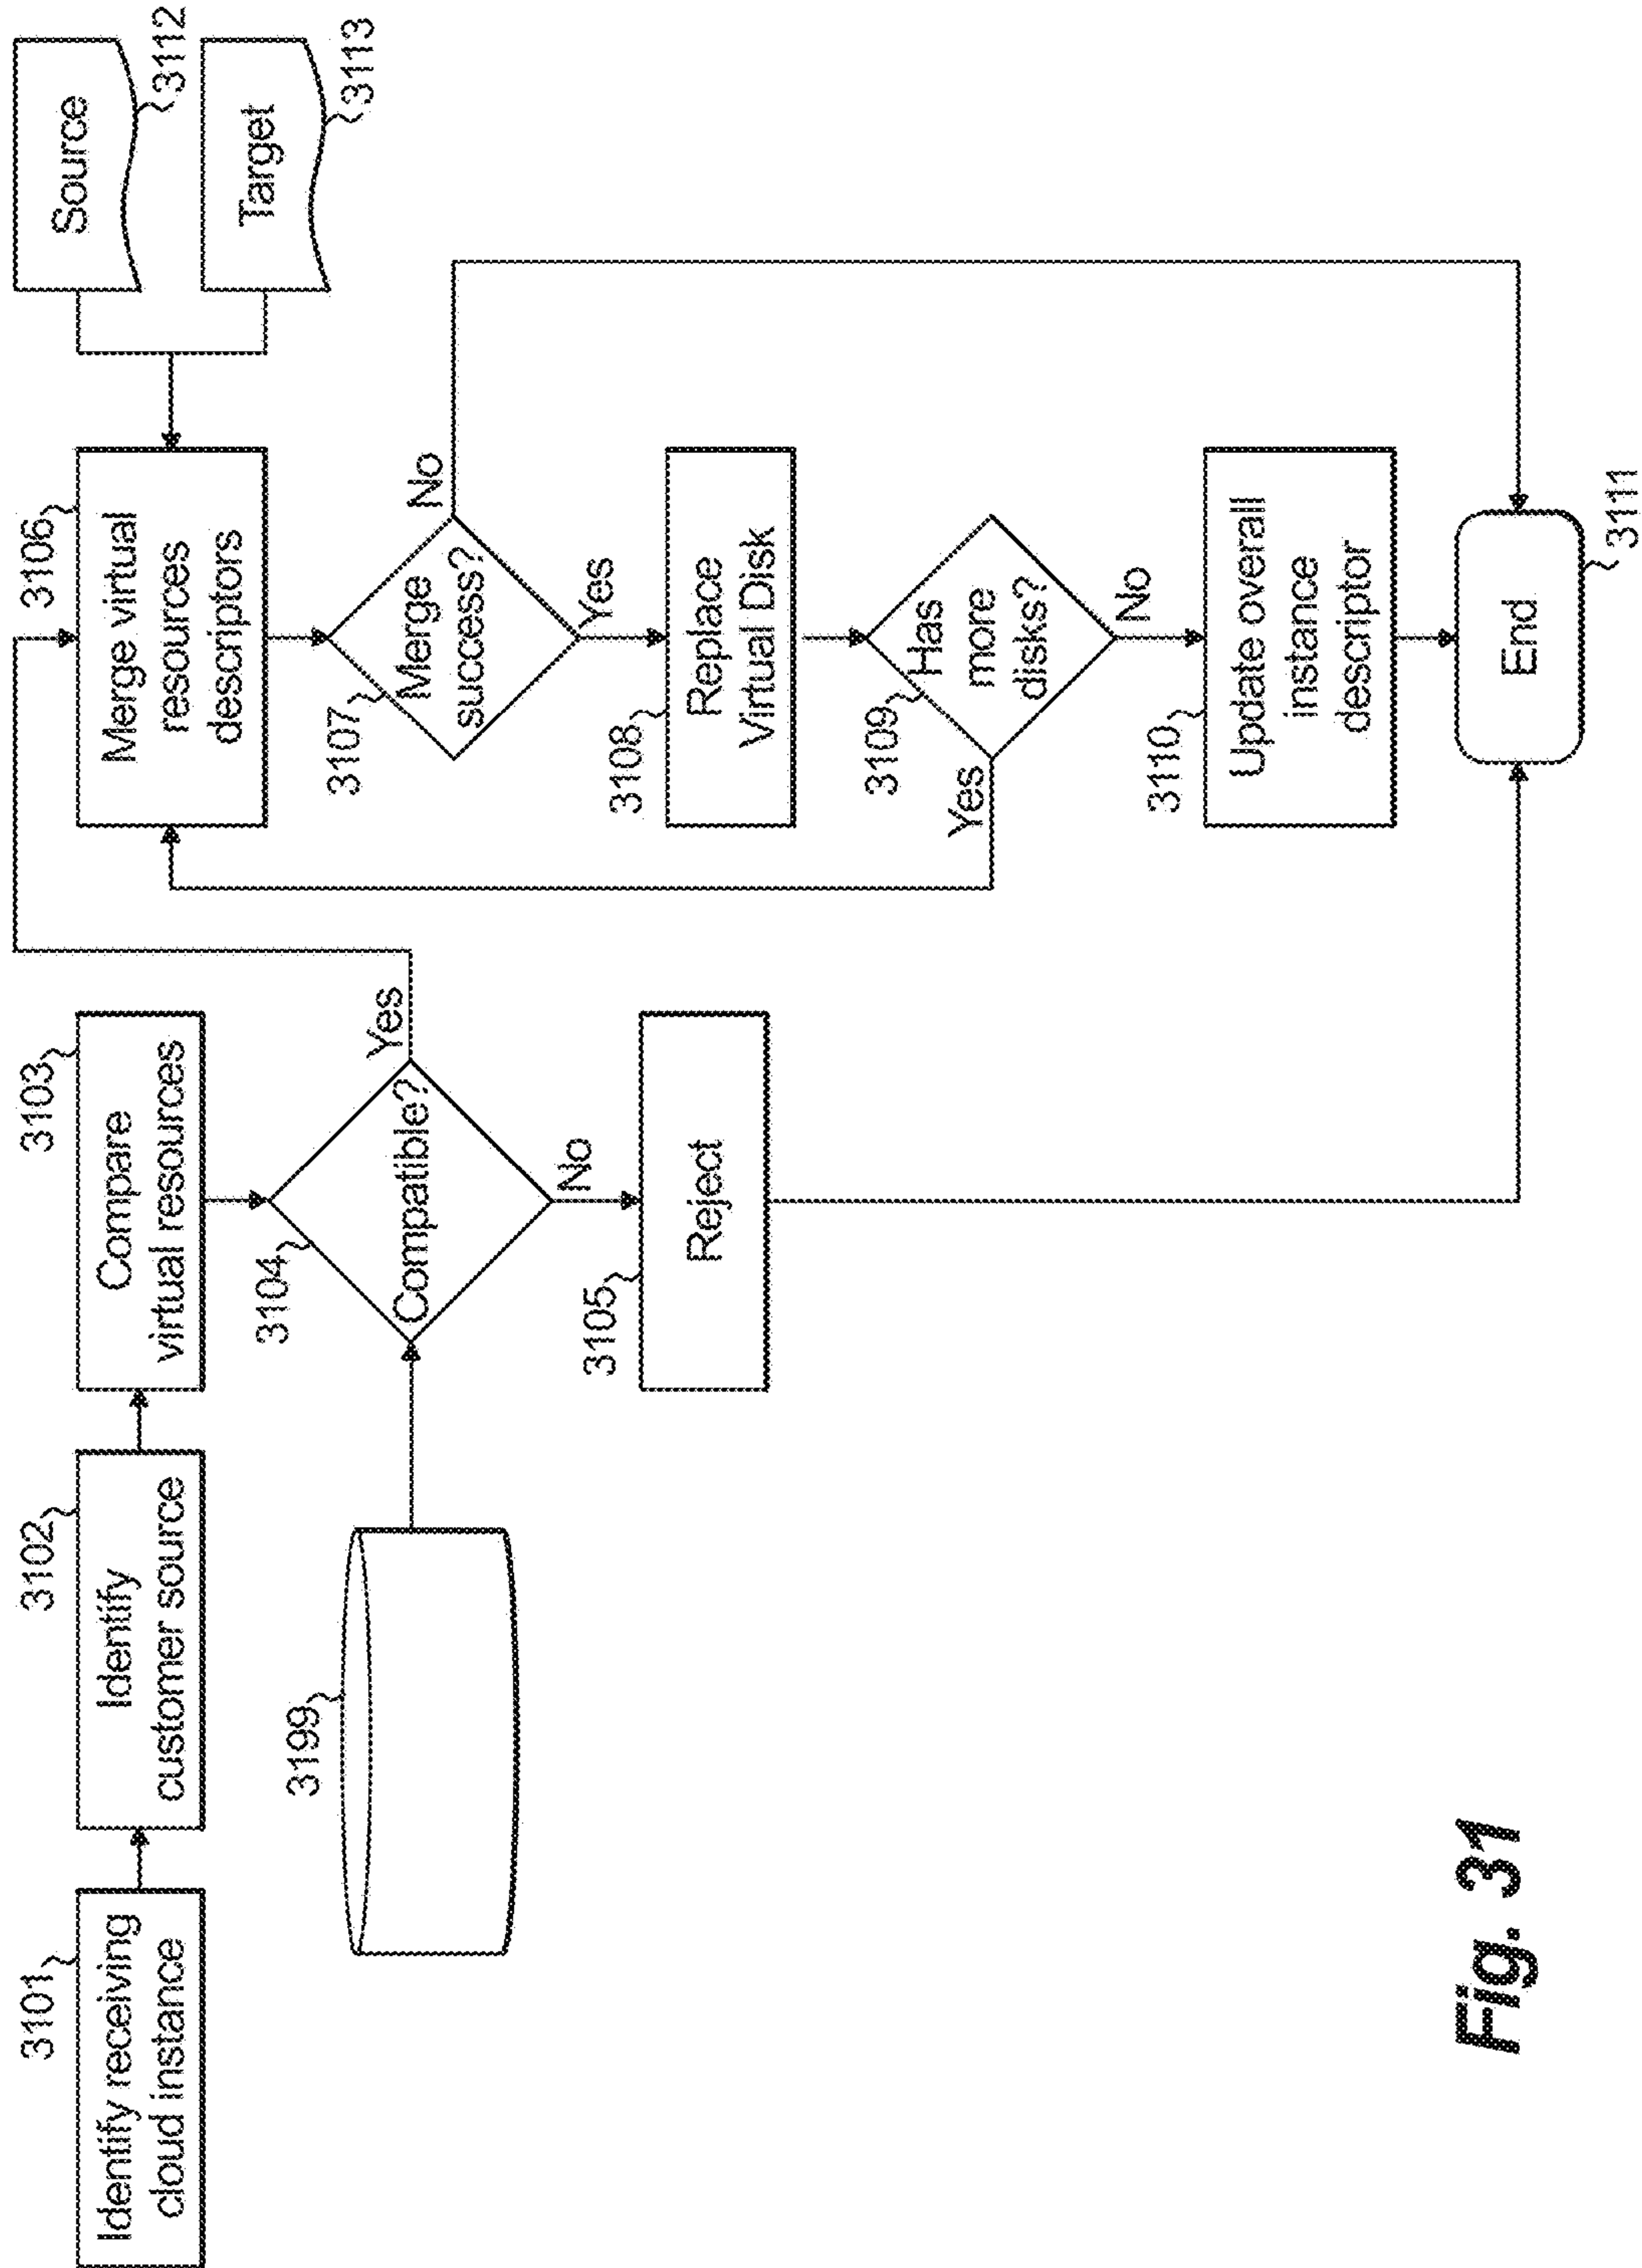 3101
Identify receiving
cloud instance
3102
Identify
customer source
3103
Compare
virtual resources
3199
3104
Compatible?
Yes
No
3105
Reject
3106
Merge virtual
resources
descriptors
Source
3112
Target
3113
3107
Merge
success?
No
Yes
3108
Replace
Virtual Disk
3109
Has
more
disks?
Yes
No
3110
Update overall
instance
descriptor
End
3111
Fig. 31